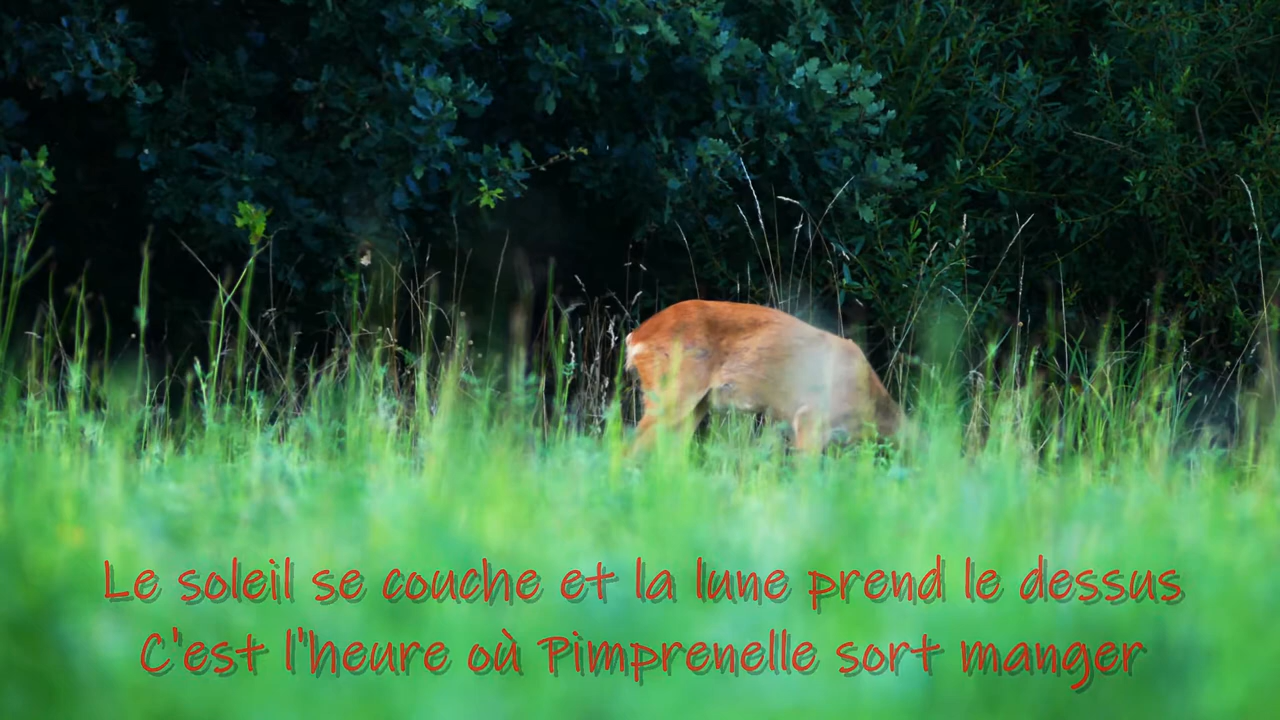 Le soleil se couche et la lune prend le dessus
C'est l'heure où Pimprenelle sort manger